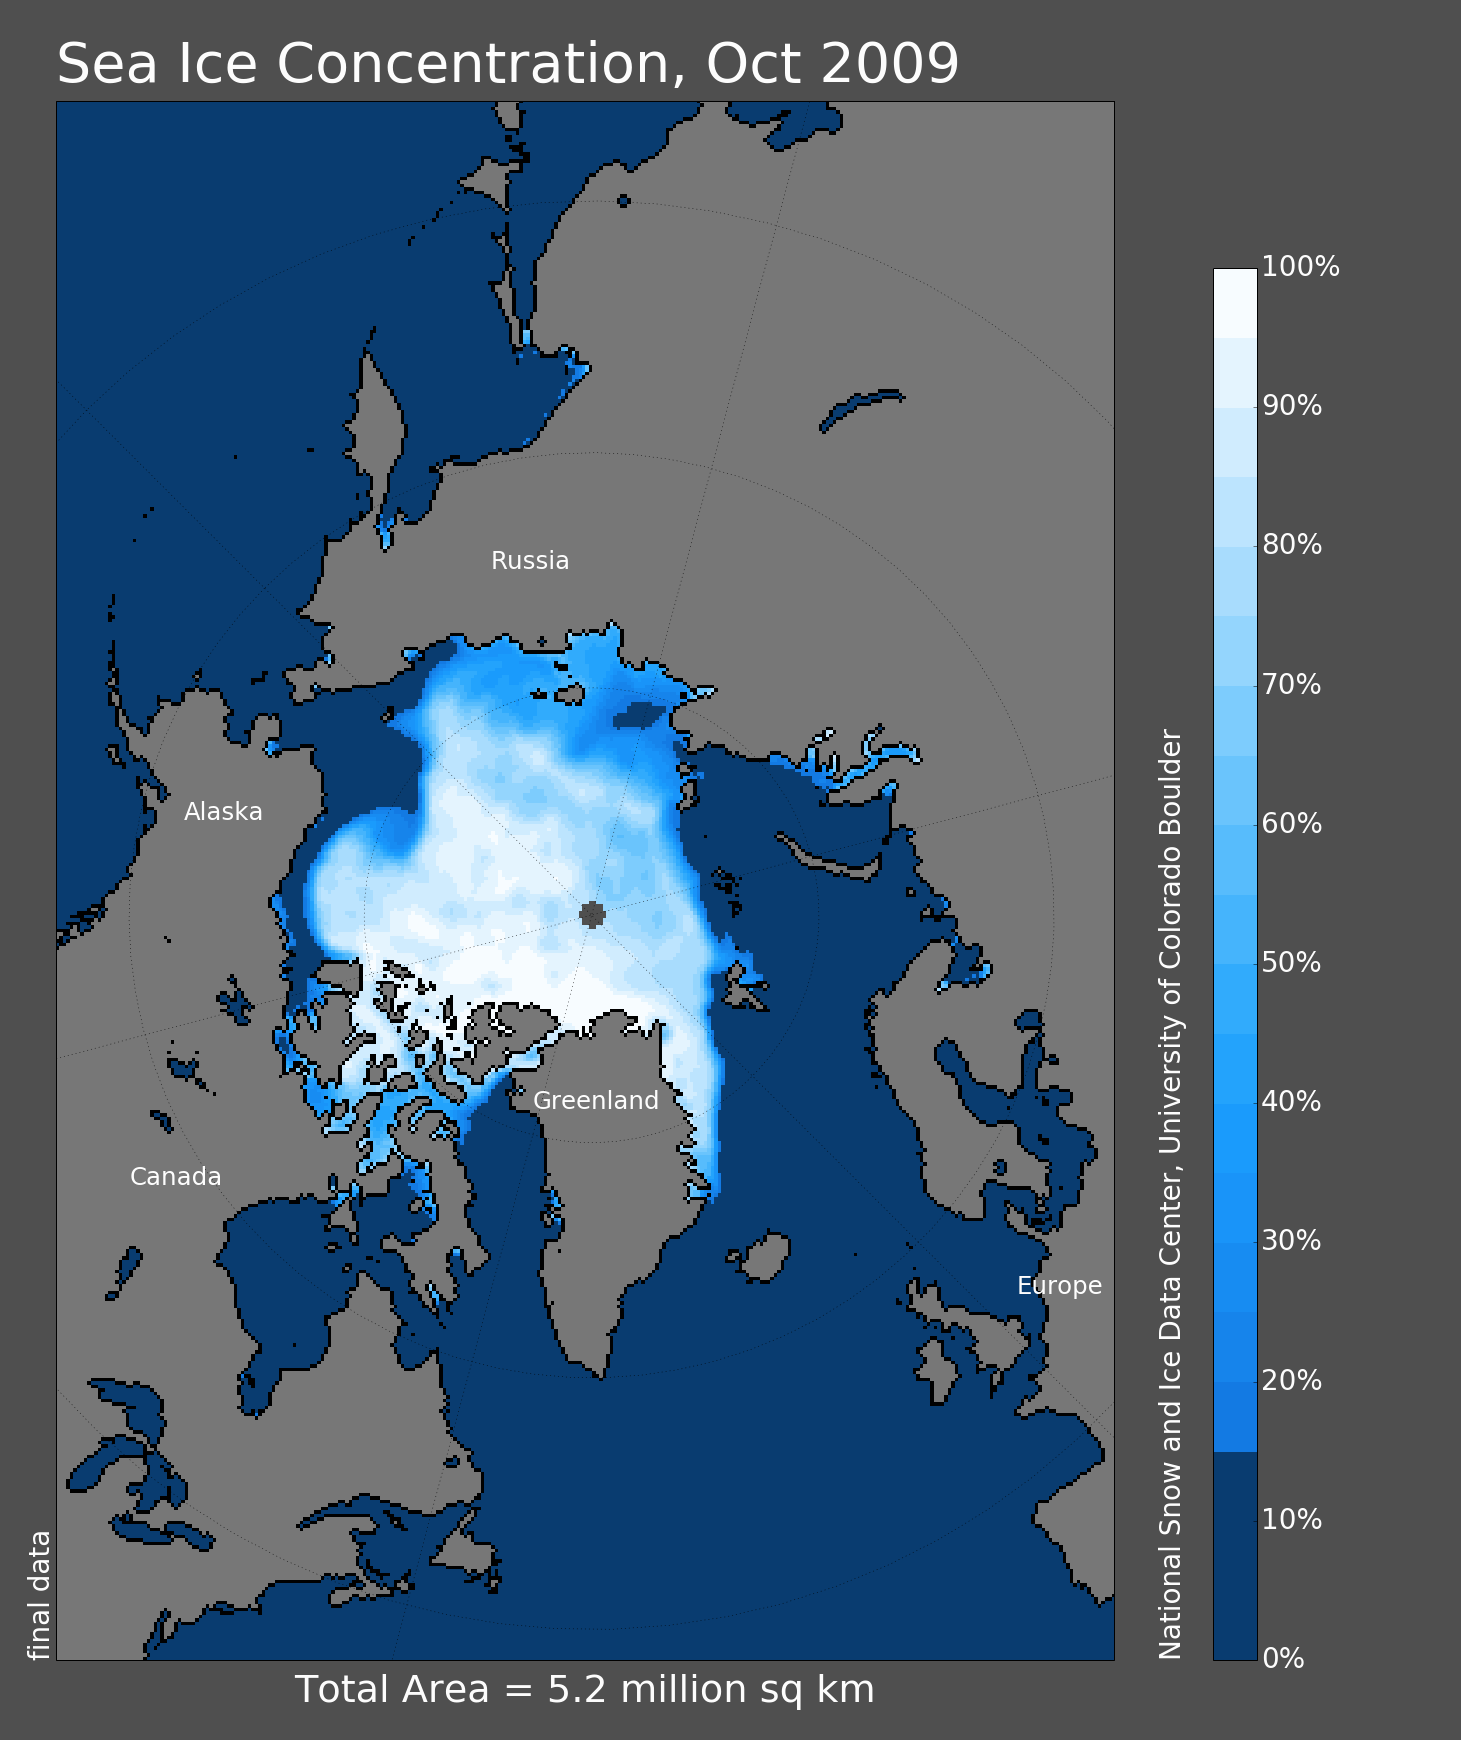 Sea Ice Concentration, Oct 2009
Russia
Alaska
Greenland
Canada
Europe
100%
90%
80%
70%
60%
50%
40%
30%
20%
10%
0%
National Snow and Ice Data Center, University of Colorado Boulder
final data
Total Area = 5.2 million sq km